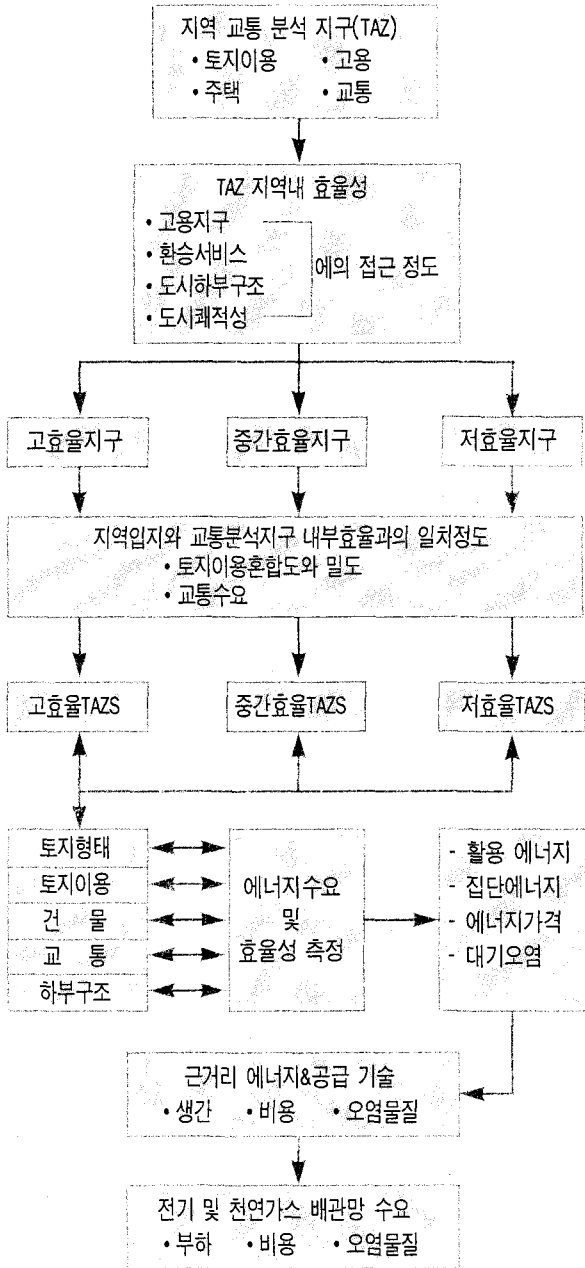 지역 교통 분석 지구(TAZ)
• 토지이용 • 고용
• 주택 • 교통
TAZ 지역내 효율성
• 고용지구
• 환승서비스
• 도시하부구조
• 도시쾌적성
에의 접근 정도
고효율지구 중간효율지구 저효율지구
지역입지와 교통분석지구 내부효율과의 일치정도
• 토지이용혼합도와 밀도
• 교통수요
고효율TAZS 중간효율TAZS 저효율TAZS
토지형태
토지이용
건 물
교 통
하부구조
에너지수요
및
효율성 측정
- 활용 에너지
- 집단에너지
- 에너지가격
- 대기오염
근거리 에너지&공급 기술
• 생간 • 비용 • 오염물질
전기 및 천연가스 배관망 수요
• 부하 • 비용 • 오염물질